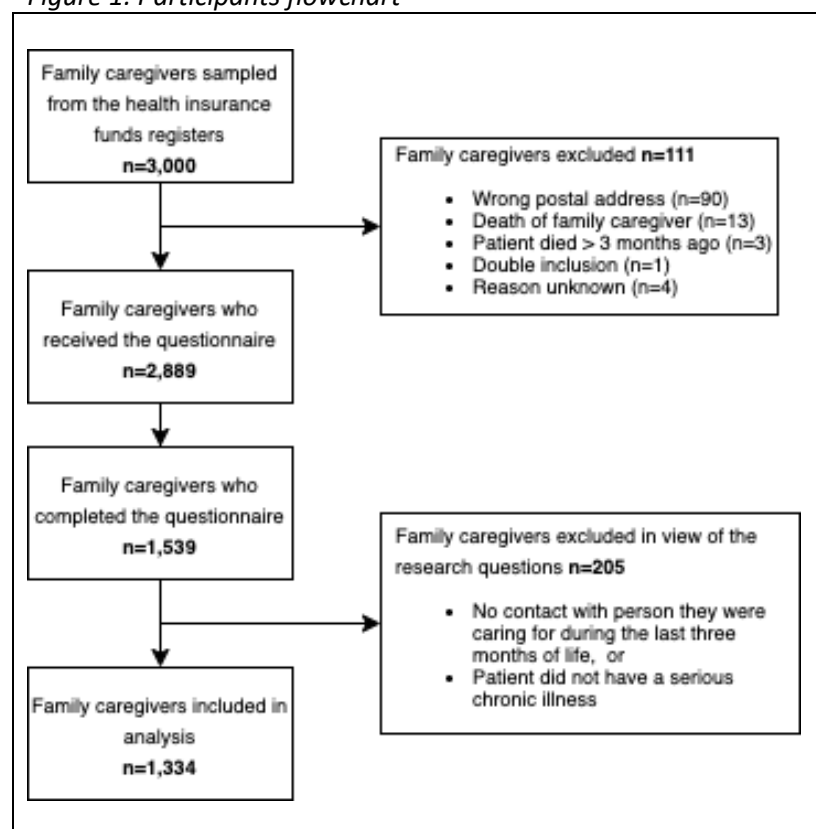 Figure 1. Participants flowchart
Family caregivers sampled
from the health insurance
funds registers
n=3,000
Family caregivers excluded n=111
• Wrong postal address (n=90)
• Death of family caregiver (n=13)
• Patient died > 3 months ago (n=3)
• Double inclusion (n=1)
• Reason unknown (n=4)
Family caregivers who
received the questionnaire
n=2,889
Family caregivers who
completed the questionnaire
n=1,539
Family caregivers excluded in view of the
research questions n=205
• No contact with person they were
caring for during the last three
months of life, or
• Patient did not have a serious
chronic illness
Family caregivers included in
analysis
n=1,334